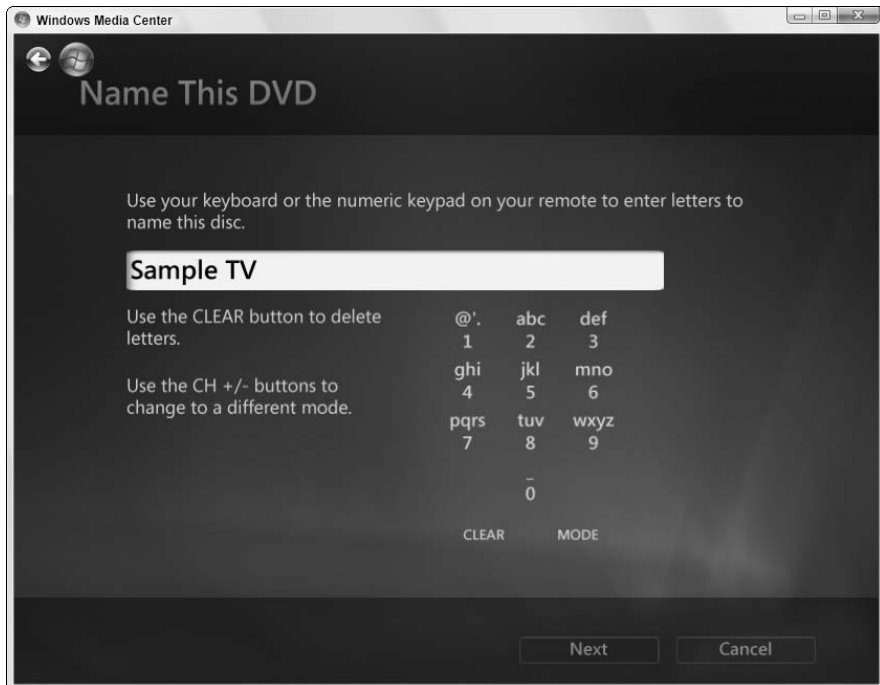 Windows Media Center
Name This DVD
Use your keyboard or the numeric keypad on your remote to enter letters to
name this disc.
Sample TV
Use the CLEAR button to delete
letters.
Use the CH +/- buttons to
change to a different mode.
@'. abc def
1 2 3
ghi jkl mno
4 5 6
pqrs tuv wxyz
7 8 9
_
0
CLEAR MODE
Next Cancel